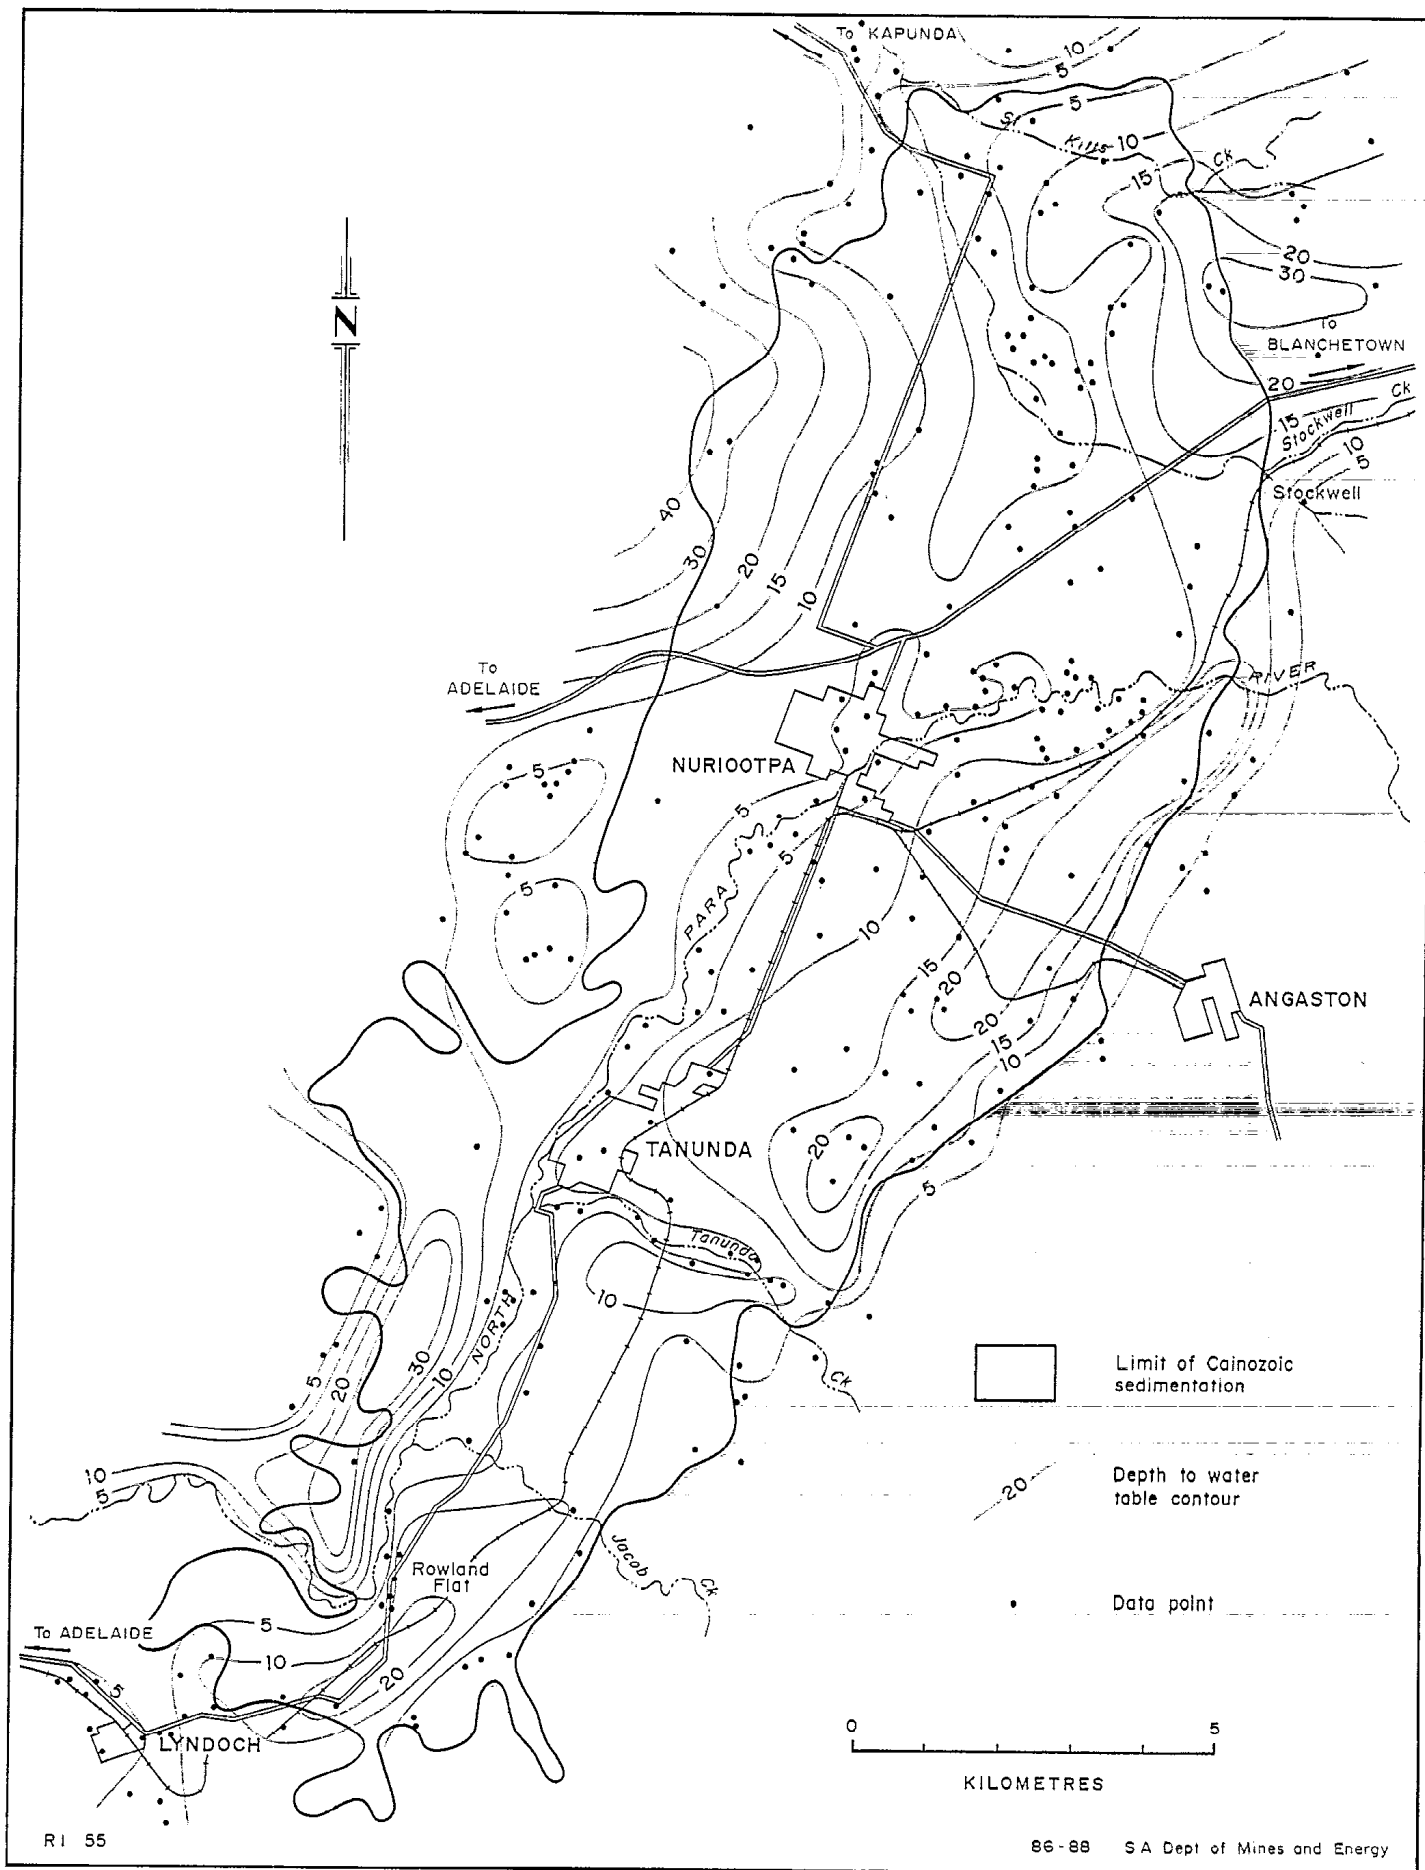 To KAPUNDA
10
5
5
St
Kitts
10
Ck
15
20
30
N
To
BLANCHETOWN
20
Ck
15
Stockwell
10
5
Stockwell
40
30
20
15
10
To
ADELAIDE
RIVER
5
NURIOOTPA
5
5
PARA
5
10
15
20
ANGASTON
20
15
10
TANUNDA
20
5
Tanunda
10
NORTH
30
10
5
20
Ck
Limit of Cainozoic
sedimentation
10
5
20
Depth to water
table contour
Jacob
Ck
Rowland
Flat
Data point
5
To ADELAIDE
10
20
5
LYNDOCH
0
5
KILOMETRES
RI 55
86-88 SA Dept of Mines and Energy